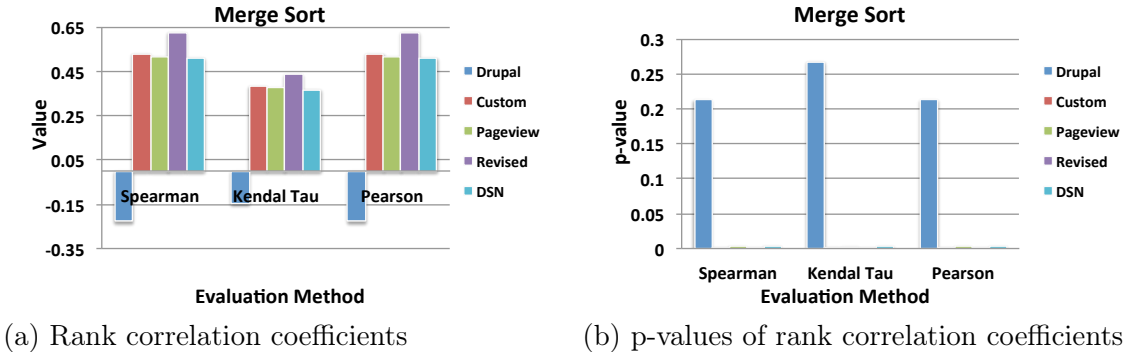 Merge Sort
0.65
0.45
0.25
0.05
-0.15
-0.35
Value
Spearman
Kendal Tau
Pearson
Evaluation Method
Drupal
Custom
Pageview
Revised
DSN
(a) Rank correlation coefficients
Merge Sort
0.3
0.25
0.2
0.15
0.1
0.05
0
p-value
Spearman
Kendal Tau
Pearson
Evaluation Method
Drupal
Custom
Pageview
Revised
DSN
(b) p-values of rank correlation coefficients